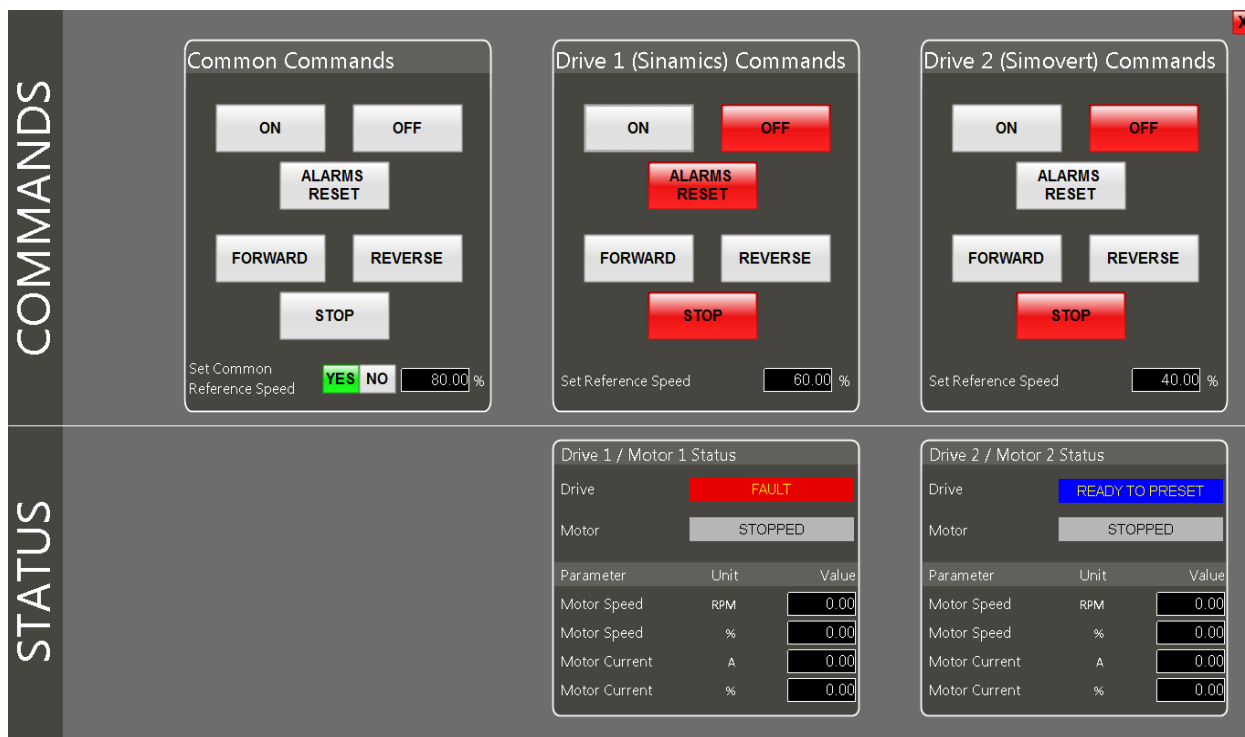 COMMANDS
X
Common Commands
ON OFF
ALARMS
RESET
FORWARD REVERSE
STOP
Set Common
Reference Speed YES NO 80.00 %
Drive 1 (Sinamics) Commands
ON OFF
ALARMS
RESET
FORWARD REVERSE
STOP
Set Reference Speed 60.00 %
Drive 2 (Simovert) Commands
ON OFF
ALARMS
RESET
FORWARD REVERSE
STOP
Set Reference Speed 40.00 %
STATUS
Drive 1 / Motor 1 Status
Drive FAULT
Motor STOPPED
Parameter Unit Value
Motor Speed RPM 0.00
Motor Speed % 0.00
Motor Current A 0.00
Motor Current % 0.00
Drive 2 / Motor 2 Status
Drive READY TO PRESET
Motor STOPPED
Parameter Unit Value
Motor Speed RPM 0.00
Motor Speed % 0.00
Motor Current A 0.00
Motor Current % 0.00